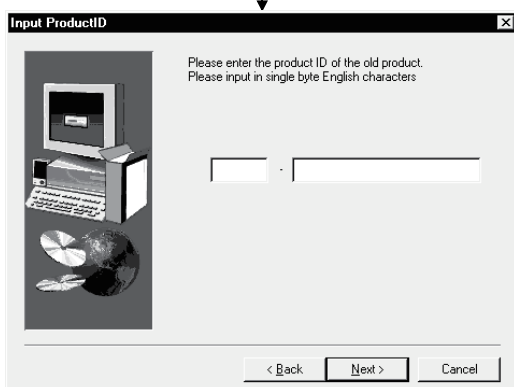 Input ProductID
Please enter the product ID of the old product.
Please input in single byte English characters
-
< Back Next > Cancel